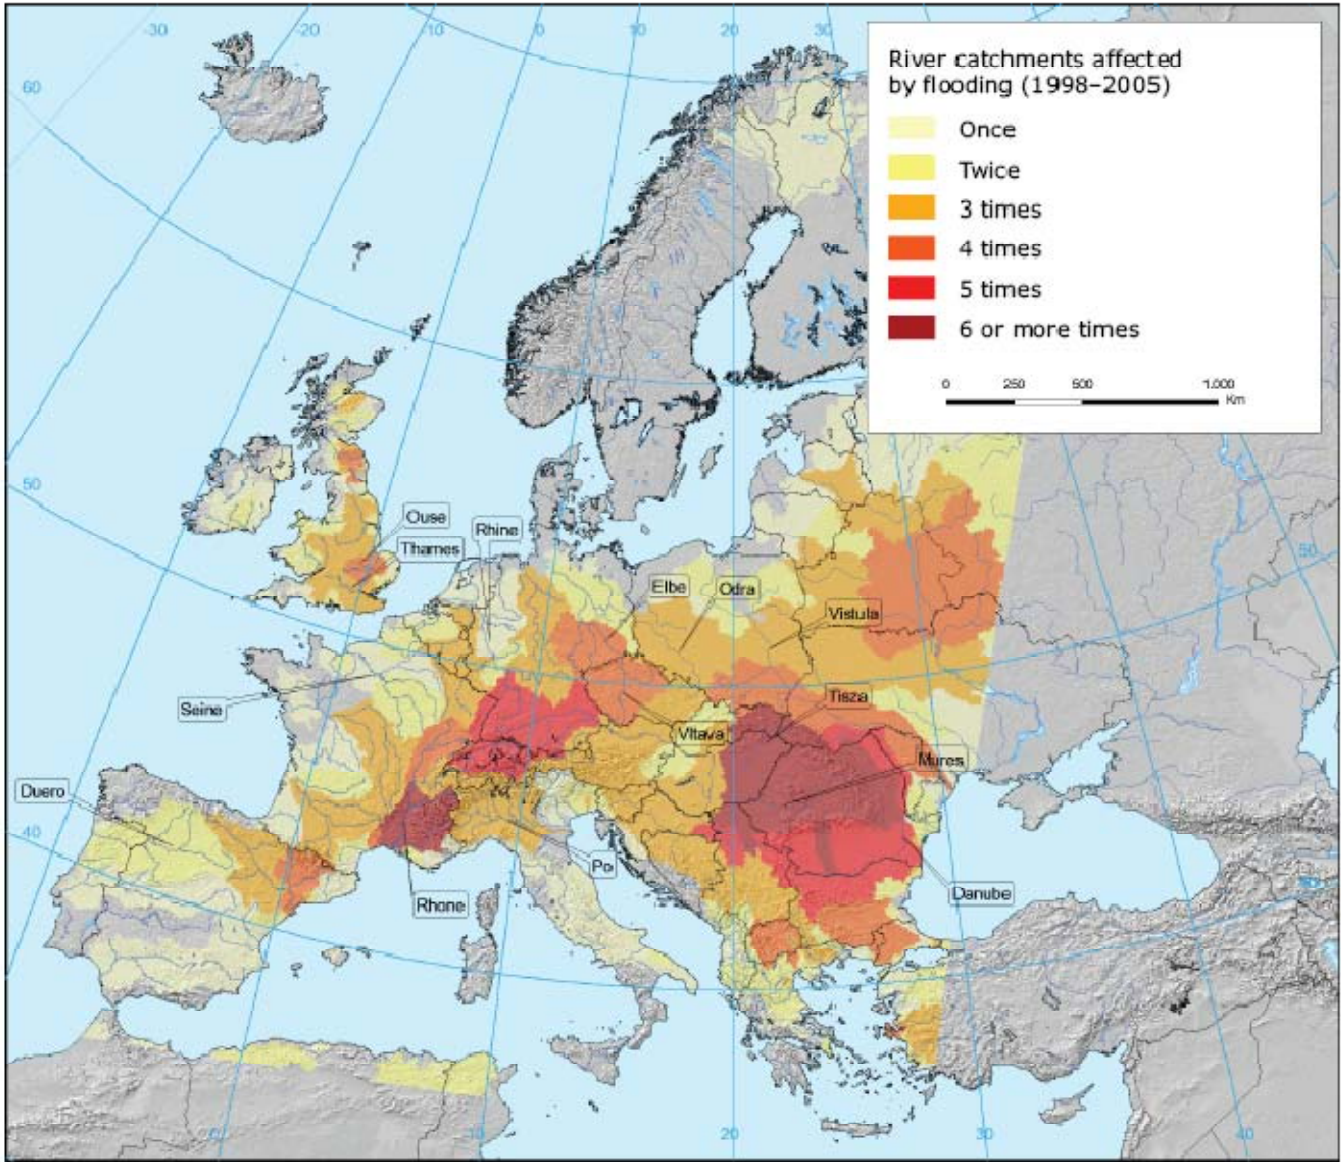 -30
-20
-10
0
10
20
30
60
River catchments affected
by flooding (1998–2005)
Once
Twice
3 times
4 times
5 times
6 or more times
0 250 500 1.000
Km
50
Ouse
Rhine
Thames
50
Elbe
Odra
Vistula
Seine
Tisza
Vltava
Mures
Duero
40
Po
Danube
Rhone
0
10
20
30
40